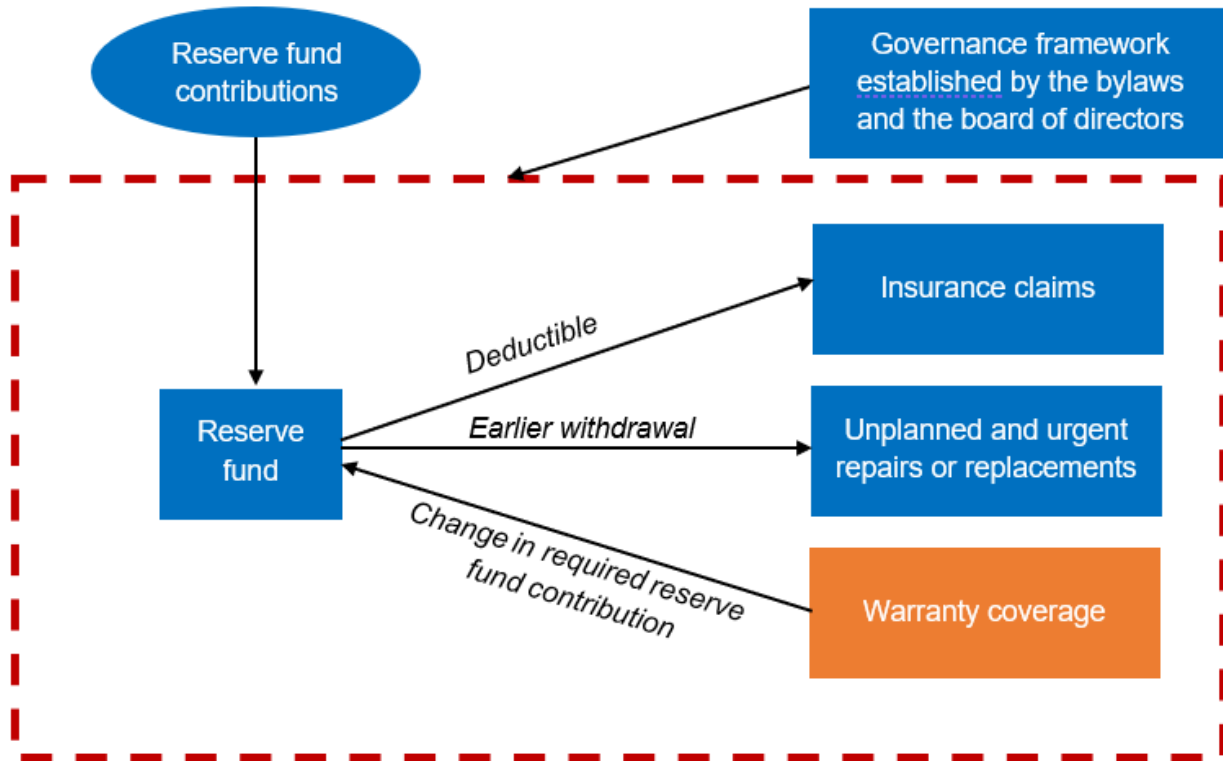 Reserve fund
contributions
Governance framework
established by the bylaws
and the board of directors
Insurance claims
Deductible
Earlier withdrawal
Reserve
fund
Unplanned and urgent
repairs or replacements
Change in required reserve
fund contribution
Warranty coverage